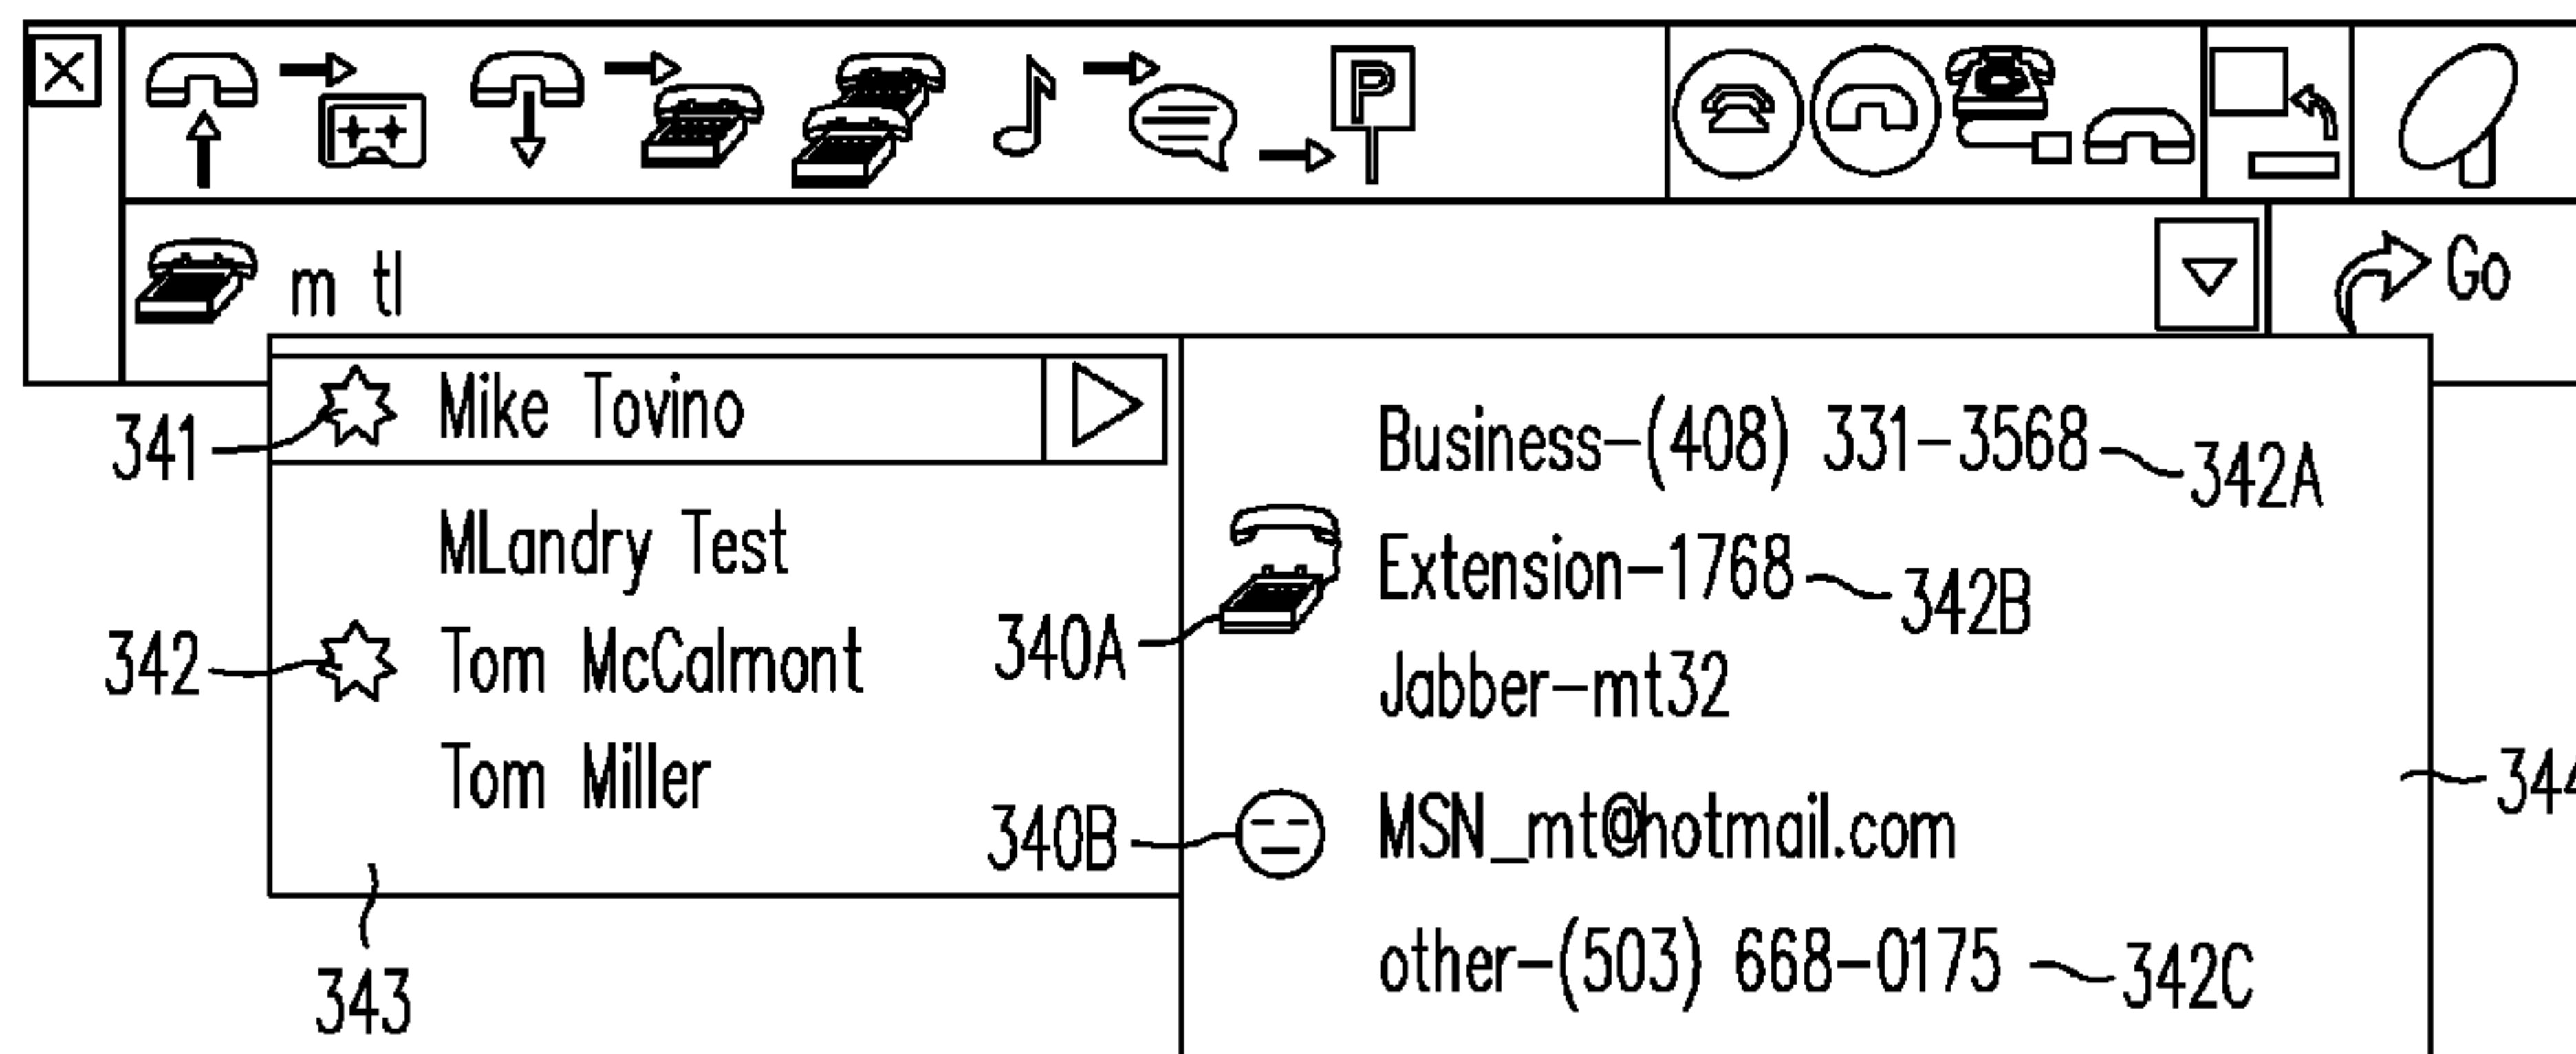 P
m tl
Go
341
Mike Tovino
MLandry Test
342
Tom McCalmont
Tom Miller
343
Business-(408) 331-3568
342A
340A
Extension-1768
342B
Jabber-mt32
344
340B
MSN_mt@hotmail.com
other-(503) 668-0175
342C